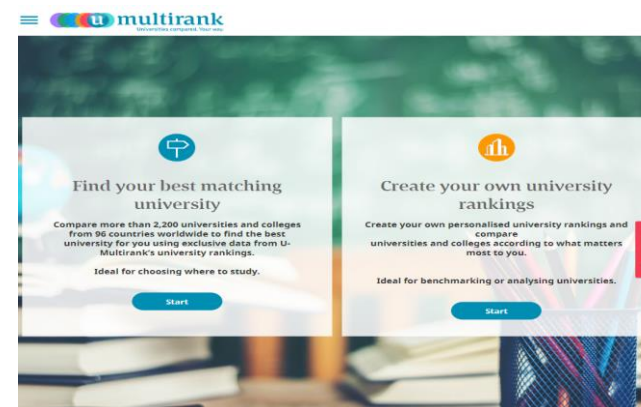 u multirank
Universities compared. Your way.
Find your best matching
university
Compare more than 2,200 universities and colleges
from 96 countries worldwide to find the best
university for you using exclusive data from U-
Multirank's university rankings.
Ideal for choosing where to study.
Start
Create your own university
rankings
Create your own personalised university rankings and
compare
universities and colleges according to what matters
most to you.
Ideal for benchmarking or analysing universities.
Start